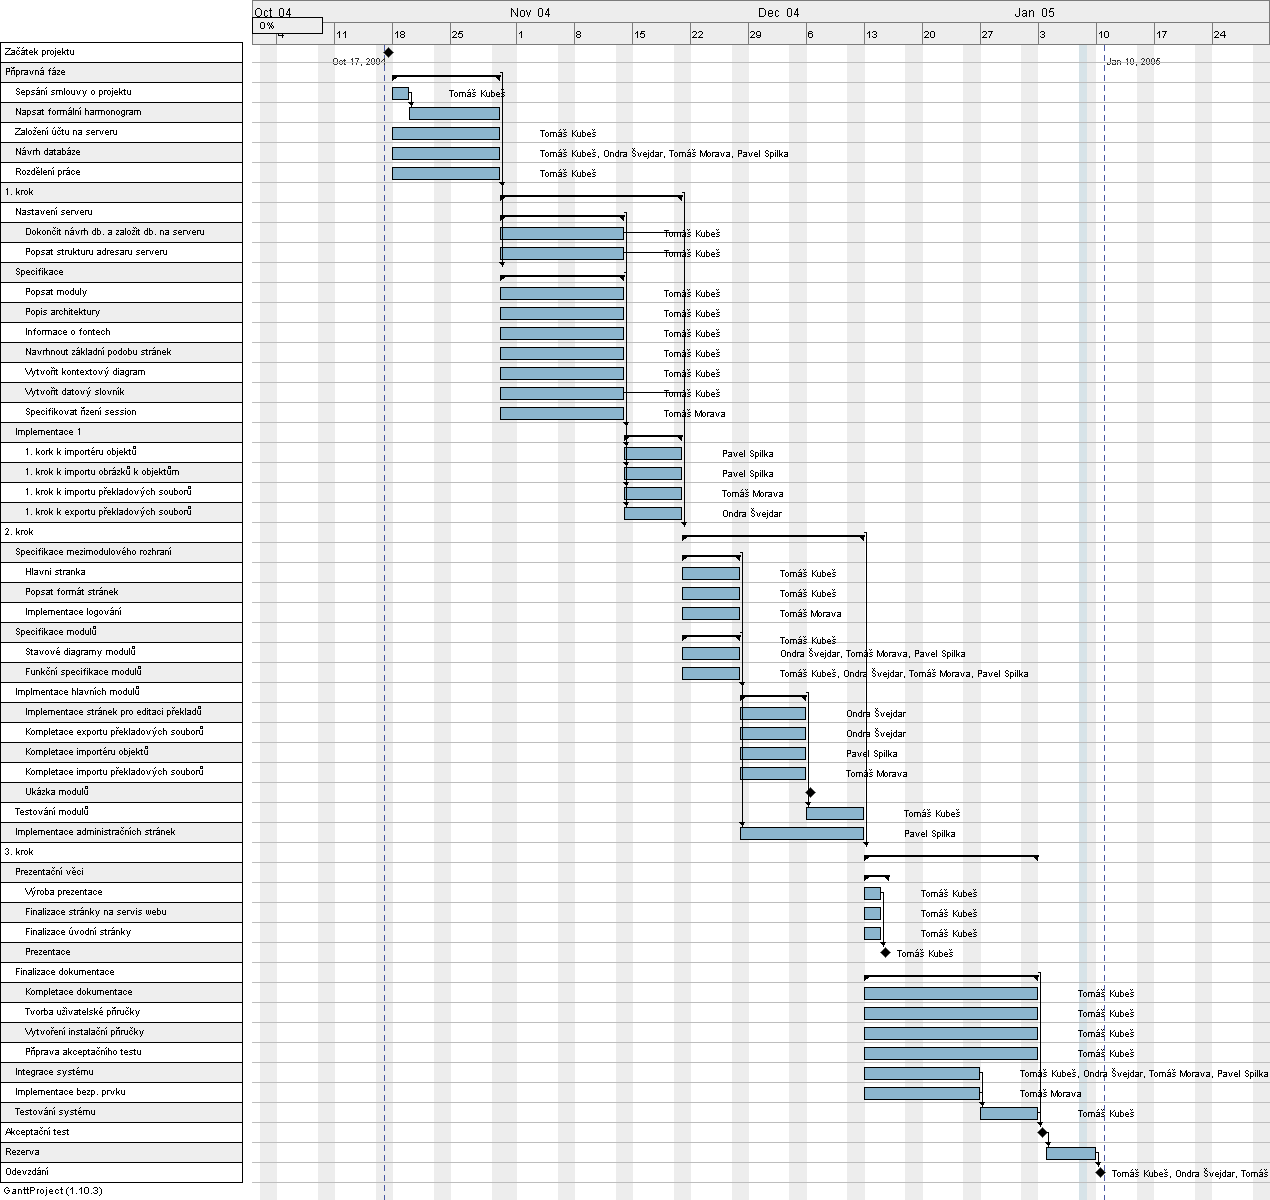 Oct 04 Nov 04 Dec 04 Jan 05
0%
4 11 18 25 1 8 15 22 29 6 13 20 27 3 10 17 24
Začátek projektu
Oct 17, 2004 Jan 10, 2005
Přípravná fáze
Sepsání smlouvy o projektu Tomáš Kubeš
Napsat formální harmonogram
Založení účtu na serveru Tomáš Kubeš
Návrh databáze Tomáš Kubeš, Ondra Švejdar, Tomáš Morava, Pavel Spilka
Rozdělení práce Tomáš Kubeš
1. krok
Nastavení serveru
Dokončit návrh db. a založit db. na serveru Tomáš Kubeš
Popsat strukturu adresaru serveru Tomáš Kubeš
Specifikace
Popsat moduly Tomáš Kubeš
Popis architektury Tomáš Kubeš
Informace o fontech Tomáš Kubeš
Navrhnout základní podobu stránek Tomáš Kubeš
Vytvořit kontextový diagram Tomáš Kubeš
Vytvořit datový slovník Tomáš Kubeš
Specifikovat řízení session Tomáš Morava
Implementace 1
1. kork k importéru objektů Pavel Spilka
1. krok k importu obrázků k objektům Pavel Spilka
1. krok k importu překladových souborů Tomáš Morava
1. krok k exportu překladových souborů Ondra Švejdar
2. krok
Specifikace mezimodulového rozhraní
Hlavni stranka Tomáš Kubeš
Popsat formát stránek Tomáš Kubeš
Implementace logování Tomáš Morava
Specifikace modulů
Tomáš Kubeš
Stavové diagramy modulů Ondra Švejdar, Tomáš Morava, Pavel Spilka
Funkční specifikace modulů Tomáš Kubeš, Ondra Švejdar, Tomáš Morava, Pavel Spilka
Implmentace hlavních modulů
Implementace stránek pro editaci překladů Ondra Švejdar
Kompletace exportu překladových souborů Ondra Švejdar
Kompletace importéru objektů Pavel Spilka
Kompletace importu překladových souborů Tomáš Morava
Ukázka modulů
Testování modulů Tomáš Kubeš
Implementace administračních stránek Pavel Spilka
3. krok
Prezentační věci
Výroba prezentace Tomáš Kubeš
Finalizace stránky na servis webu Tomáš Kubeš
Finalizace úvodní stránky Tomáš Kubeš
Prezentace Tomáš Kubeš
Finalizace dokumentace
Kompletace dokumentace Tomáš Kubeš
Tvorba uživatelské příručky Tomáš Kubeš
Vytvoření instalační příručky Tomáš Kubeš
Příprava akceptačního testu Tomáš Kubeš
Integrace systému Tomáš Kubeš, Ondra Švejdar, Tomáš Morava, Pavel Spilka
Implementace bezp. prvku Tomáš Morava
Testování systému Tomáš Kubeš
Akceptační test
Rezerva
Odevzdání Tomáš Kubeš, Ondra Švejdar, Tomáš
GanttProject (1.10.3)